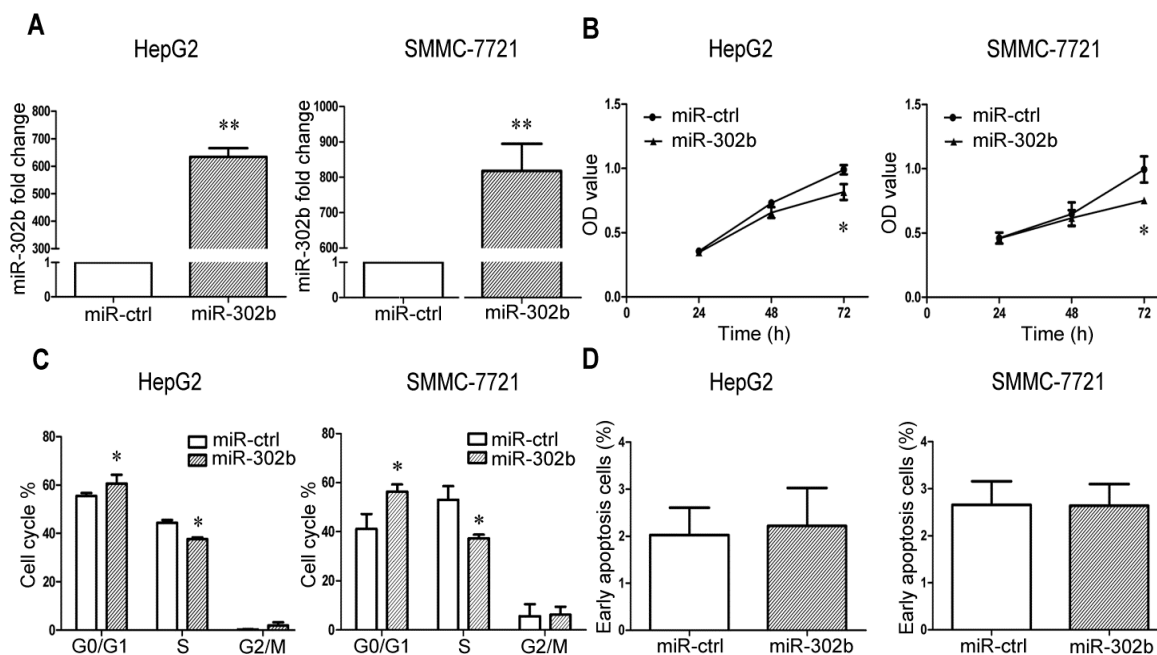 A
HepG2
miR-302b fold change
800
700
600
500
400
300
1
0
**
miR-ctrl
miR-302b
SMMC-7721
miR-302b fold change
1000
900
800
700
600
1
0
**
miR-ctrl
miR-302b
B
HepG2
OD value
1.5
1.0
0.5
0.0
miR-ctrl
miR-302b
*
0
24
48
72
Time (h)
SMMC-7721
OD value
1.5
1.0
0.5
0.0
miR-ctrl
miR-302b
*
0
24
48
72
Time (h)
C
HepG2
Cell cycle %
80
60
40
20
0
miR-ctrl
miR-302b
*
*
G0/G1
S
G2/M
SMMC-7721
Cell cycle %
80
60
40
20
0
miR-ctrl
miR-302b
*
*
G0/G1
S
G2/M
D
HepG2
Early apoptosis cells (%)
4
3
2
1
0
miR-ctrl
miR-302b
SMMC-7721
Early apoptosis cells (%)
4
3
2
1
0
miR-ctrl
miR-302b